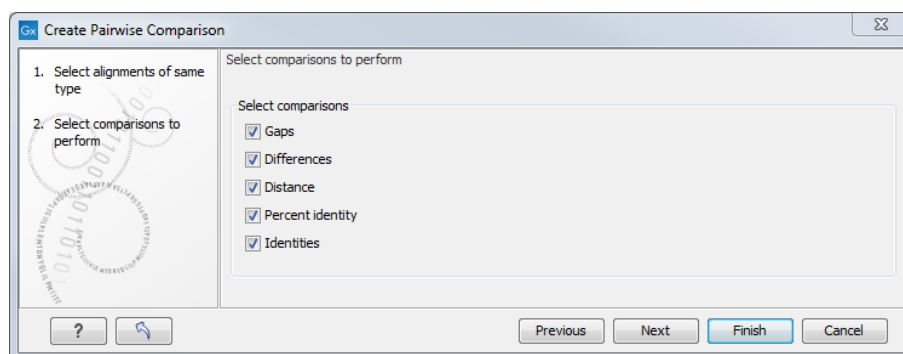 Gx Create Pairwise Comparison
1. Select alignments of same
type
2. Select comparisons to
perform
Select comparisons to perform
Select comparisons
Gaps
Differences
Distance
Percent identity
Identities
? Previous Next Finish Cancel